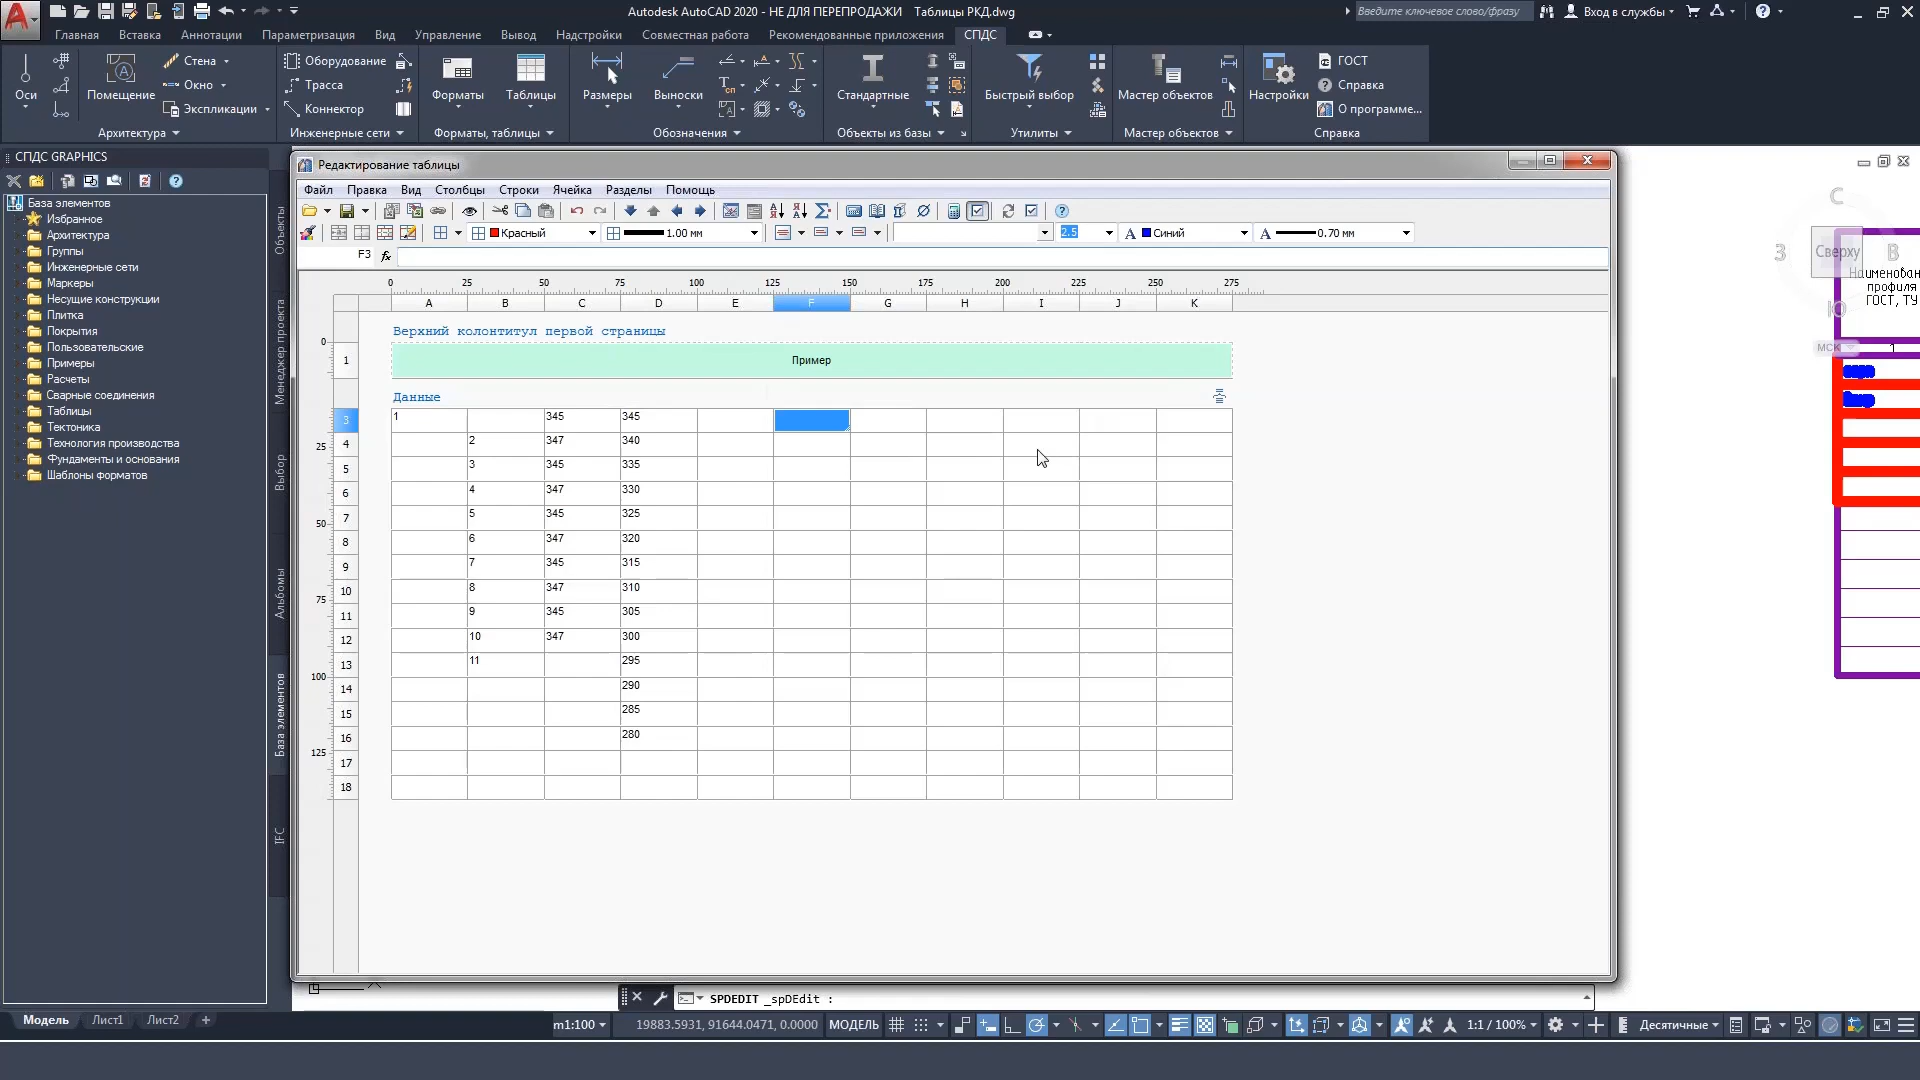 Autodesk AutoCAD 2020 - НЕ ДЛЯ ПЕРЕПРОДАЖИ Таблицы РКД.dwg
Введите ключевое слово/фразу
Вход в службы
Главная Вставка Аннотации Параметризация Вид Управление Вывод Надстройки Совместная работа Рекомендованные приложения СПДС
Стена Оборудование ГОСТ
Окно Трасса Справка
Оси Помещение Форматы Таблицы Размеры Выноски Стандартные Быстрый выбор Мастер объектов Настройки
Экспликации Коннектор О программе...
Архитектура Инженерные сети Форматы, таблицы Обозначения Объекты из базы Утилиты Мастер объектов Справка
СПДС GRAPHICS
База элементов
Избранное
Архитектура
Группы
Инженерные сети
Маркеры
Несущие конструкции
Плитка
Покрытия
Пользовательские
Примеры
Расчеты
Сварные соединения
Таблицы
Тектоника
Технология производства
Фундаменты и основания
Шаблоны форматов
Объекты
Менеджер проекта
Выбор
Альбомы
База элементов
IFC
Редактирование таблицы
Файл Правка Вид Столбцы Строки Ячейка Разделы Помощь
Красный 1.00 мм 2.5 Синий 0.70 мм
F3 fx
0 25 50 75 100 125 150 175 200 225 250 275
A B C D E F G H I J K
Верхний колонтитул первой страницы
0
1 Пример
Данные
3 1 345 345
25 4 2 347 340
5 3 345 335
6 4 347 330
50 7 5 345 325
8 6 347 320
9 7 345 315
75 10 8 347 310
11 9 345 305
12 10 347 300
100 13 11 295
14 290
15 285
125 16 280
17
18
С
З Сверху В
Ю
МСК
Наименован
профиля
ГОСТ, ТУ
1
SPDEDIT _spDEdit :
Модель Лист1 Лист2 +
m1:100 19883.5931, 91644.0471, 0.0000 МОДЕЛЬ 1:1 / 100% Десятичные